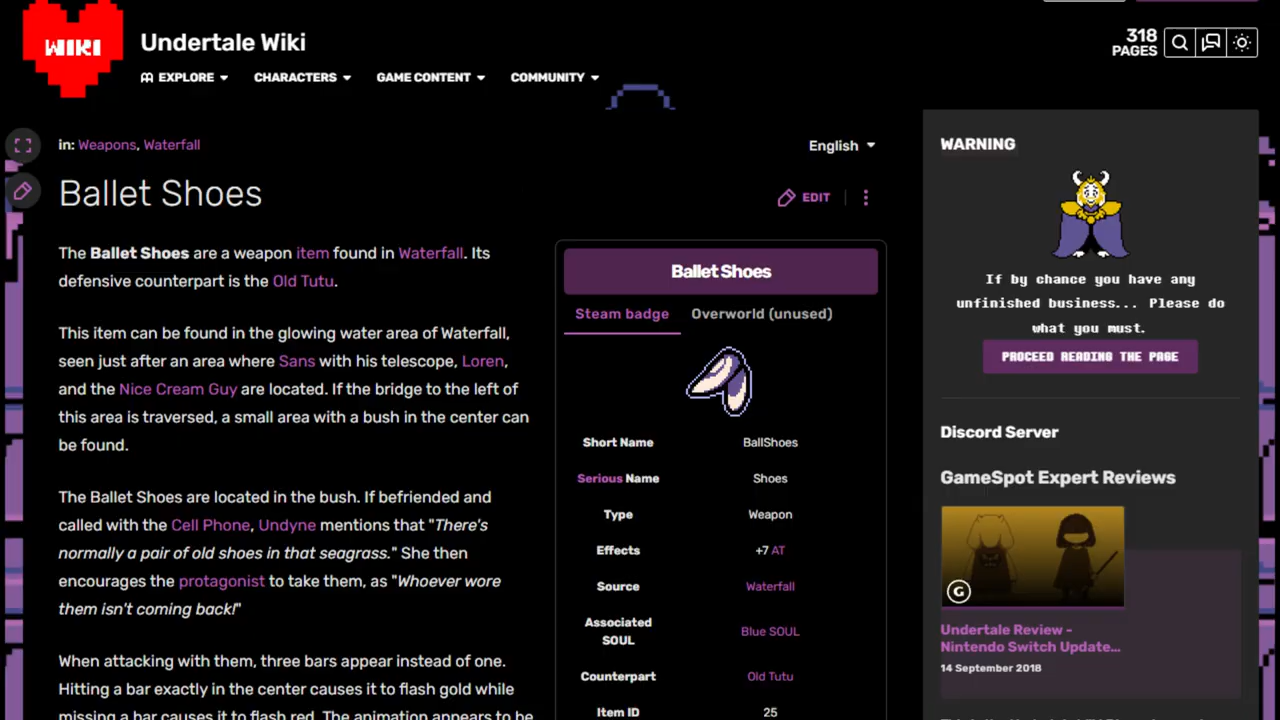 WIKI
Undertale Wiki
318
PAGES
EXPLORE
CHARACTERS
GAME CONTENT
COMMUNITY
in: Weapons, Waterfall
English
Ballet Shoes
EDIT
The Ballet Shoes are a weapon item found in Waterfall. Its
defensive counterpart is the Old Tutu.
This item can be found in the glowing water area of Waterfall,
seen just after an area where Sans with his telescope, Loren,
and the Nice Cream Guy are located. If the bridge to the left of
this area is traversed, a small area with a bush in the center can
be found.
The Ballet Shoes are located in the bush. If befriended and
called with the Cell Phone, Undyne mentions that "There's
normally a pair of old shoes in that seagrass." She then
encourages the protagonist to take them, as "Whoever wore
them isn't coming back!"
When attacking with them, three bars appear instead of one.
Hitting a bar exactly in the center causes it to flash gold while
missing a bar causes it to flash red. The animation appears to be
Ballet Shoes
Steam badge
Overworld (unused)
Short Name BallShoes
Serious Name Shoes
Type Weapon
Effects +7 AT
Source Waterfall
Associated
SOUL Blue SOUL
Counterpart Old Tutu
Item ID 25
WARNING
If by chance you have any
unfinished business... Please do
what you must.
PROCEED READING THE PAGE
Discord Server
GameSpot Expert Reviews
G
Undertale Review -
Nintendo Switch Update...
14 September 2018